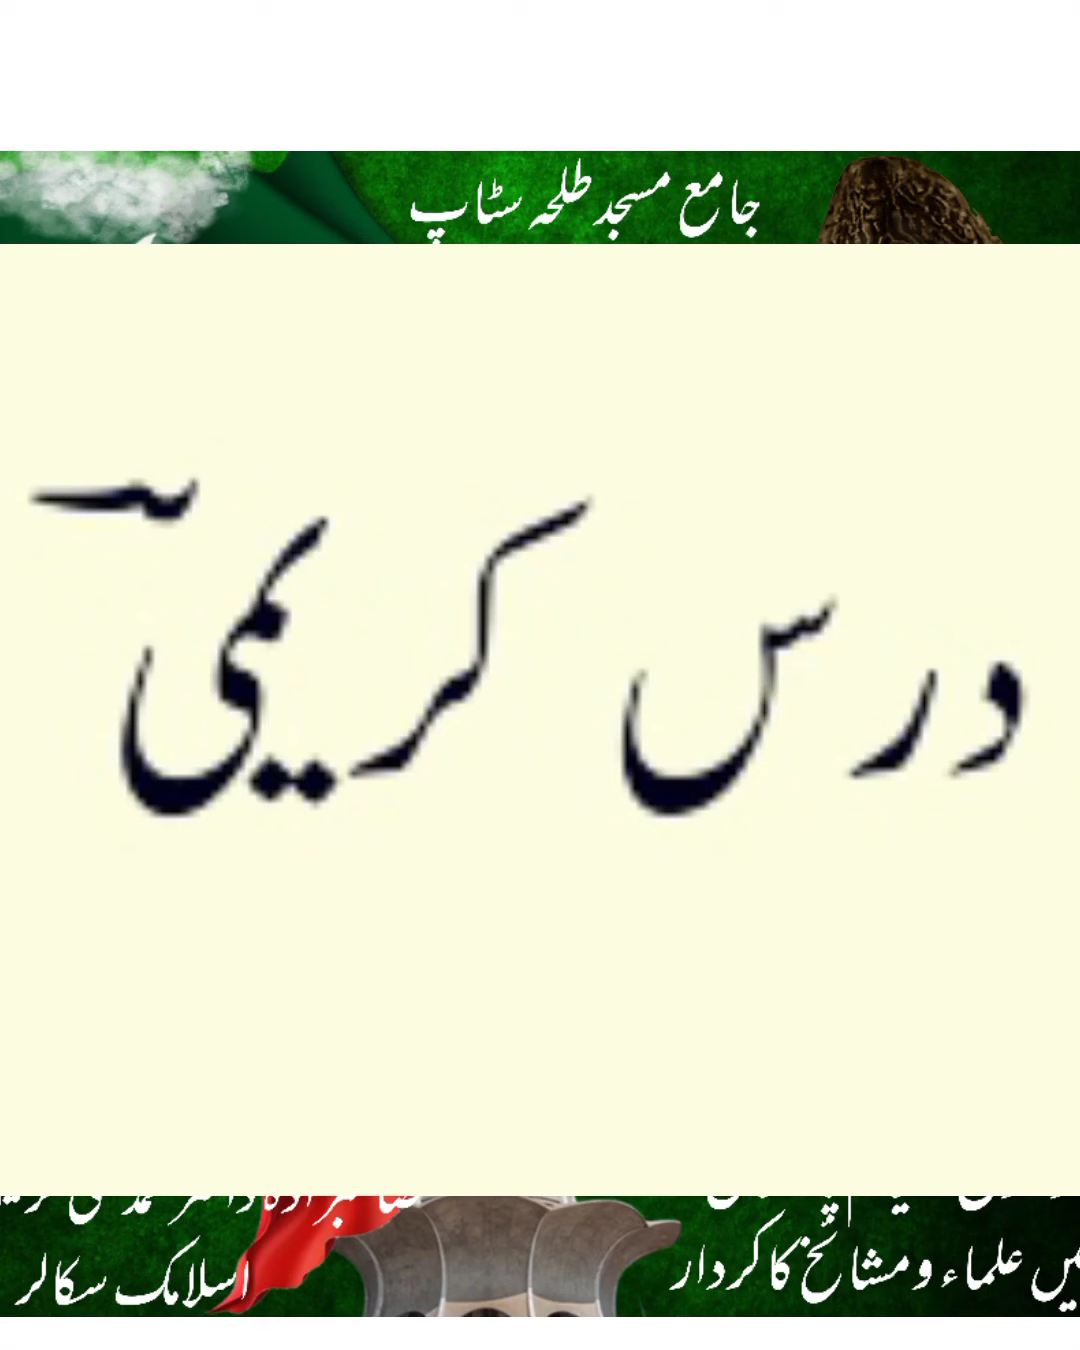 جامع مسجد طلحہ سٹاپ
درس کریمی
میں علماء و مشائخ کا کردار
اسلامک سکالر